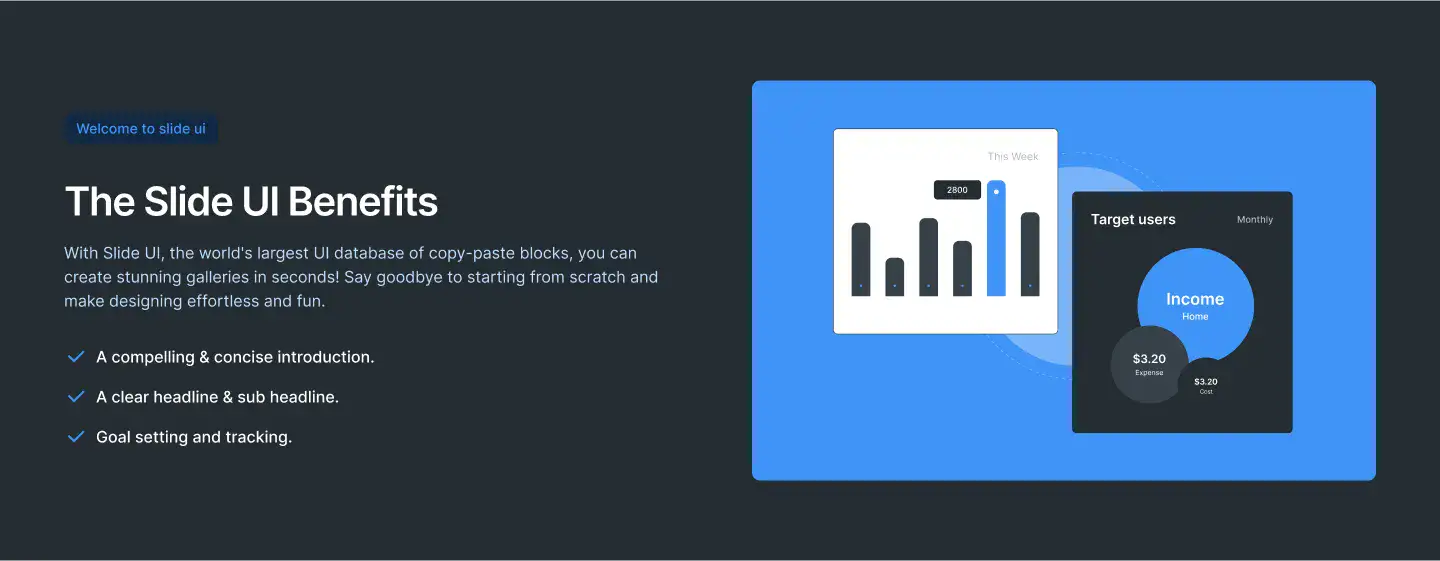 Welcome to slide ui
The Slide UI Benefits
With Slide UI, the world's largest UI database of copy-paste blocks, you can
create stunning galleries in seconds! Say goodbye to starting from scratch and
make designing effortless and fun.
A compelling & concise introduction.
A clear headline & sub headline.
Goal setting and tracking.
This Week
2800
Target users
Monthly
Income
Home
$3.20
Expense
$3.20
Cost